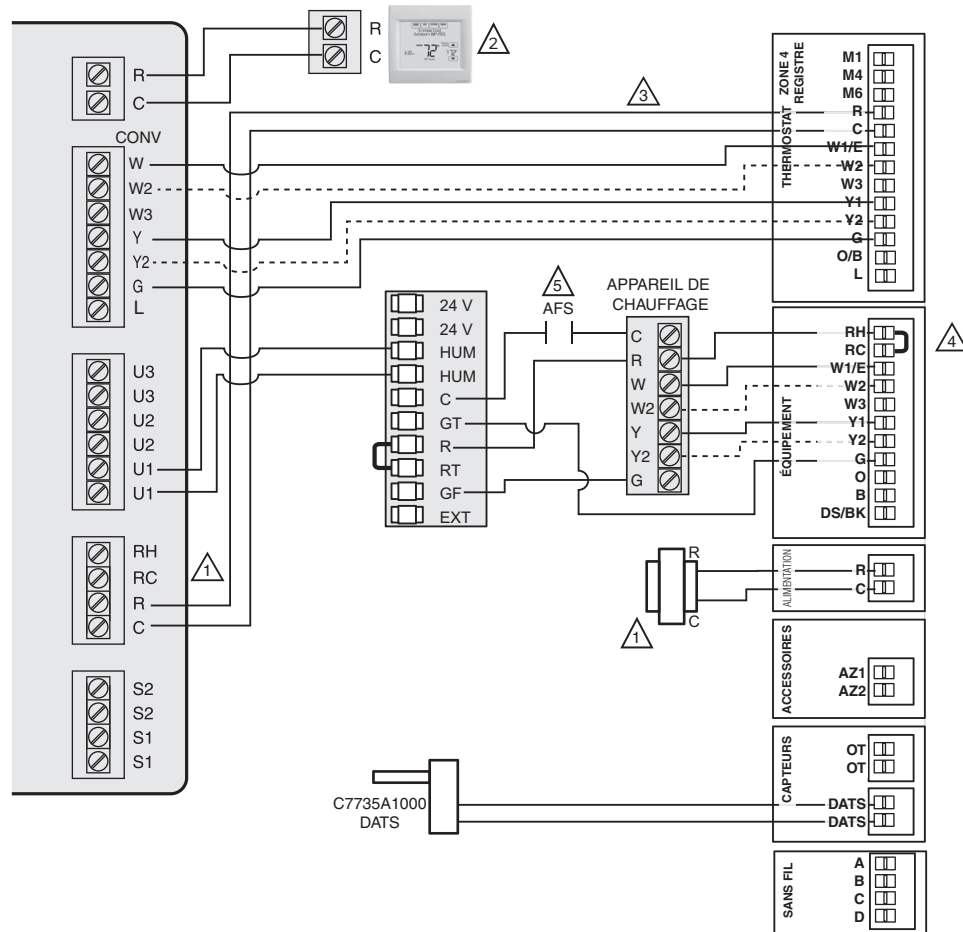 R
C
R
C
2
CONV
W
W2
W3
Y
Y2
G
L
U3
U3
U2
U2
U1
U1
RH
RC
R
C
1
S2
S2
S1
S1
3
THERMOSTAT ZONE 4
REGISTRE
M1
M4
M6
R
C
W1/E
W2
W3
Y1
Y2
G
O/B
L
24 V
24 V
HUM
HUM
C
GT
R
RT
GF
EXT
5
AFS
APPAREIL DE
CHAUFFAGE
C
R
W
W2
Y
Y2
G
4
ÉQUIPEMENT
RH
RC
W1/E
W2
W3
Y1
Y2
G
O
B
DS/BK
1
R
C
ALIMENTATION
R
C
ACCESSOIRES
AZ1
AZ2
C7735A1000
DATS
CAPTEURS
OT
OT
DATS
DATS
SANS FIL
A
B
C
D